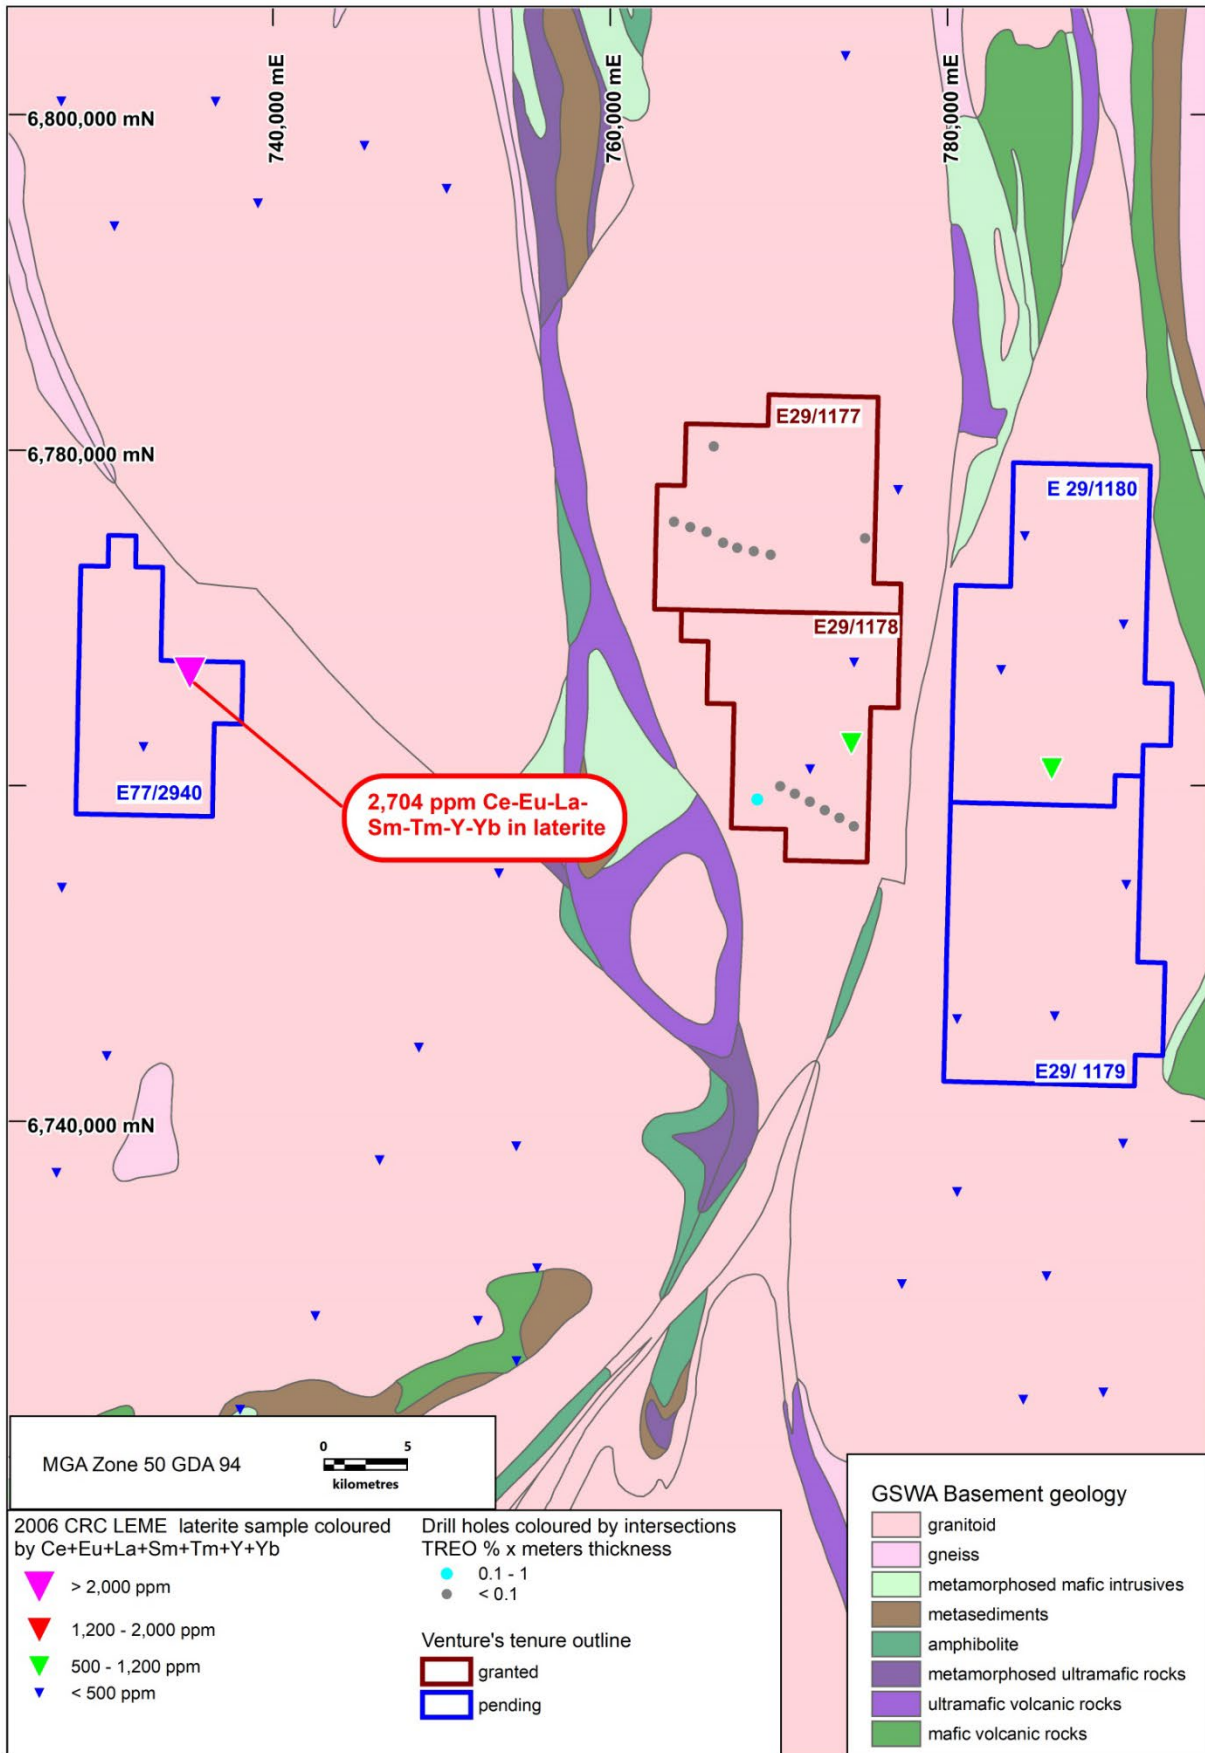 740,000 mE
760,000 mE
780,000 mE
6,800,000 mN
E29/1177
6,780,000 mN
E 29/1180
E29/1178
E77/2940
2,704 ppm Ce-Eu-La-
Sm-Tm-Y-Yb in laterite
E29/ 1179
6,740,000 mN
MGA Zone 50 GDA 94
0 5
kilometres
2006 CRC LEME laterite sample coloured
by Ce+Eu+La+Sm+Tm+Y+Yb
> 2,000 ppm
1,200 - 2,000 ppm
500 - 1,200 ppm
< 500 ppm
Drill holes coloured by intersections
TREO % x meters thickness
0.1 - 1
< 0.1
Venture's tenure outline
granted
pending
GSWA Basement geology
granitoid
gneiss
metamorphosed mafic intrusives
metasediments
amphibolite
metamorphosed ultramafic rocks
ultramafic volcanic rocks
mafic volcanic rocks